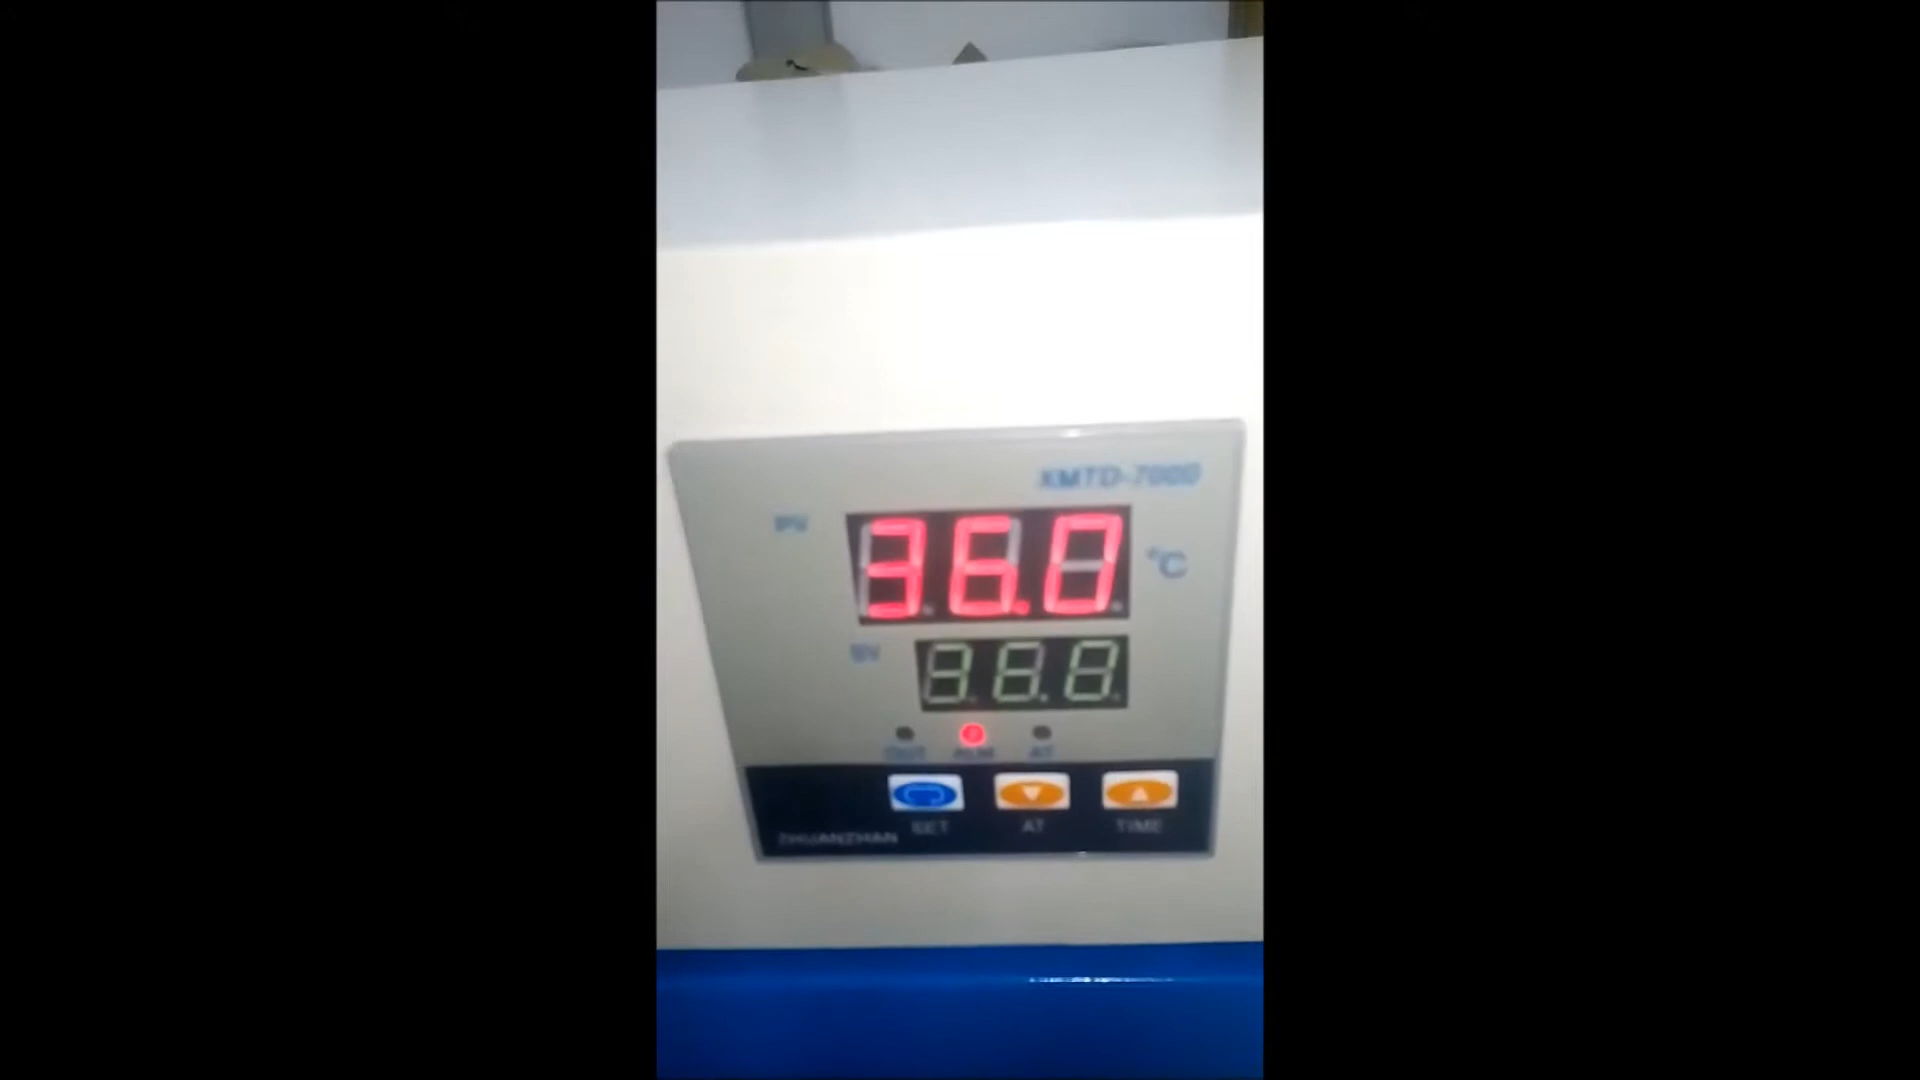 XMTD-7000
PV
36.0
°C
SV
AT
SET
AT
TIME
ZHUANZHAN